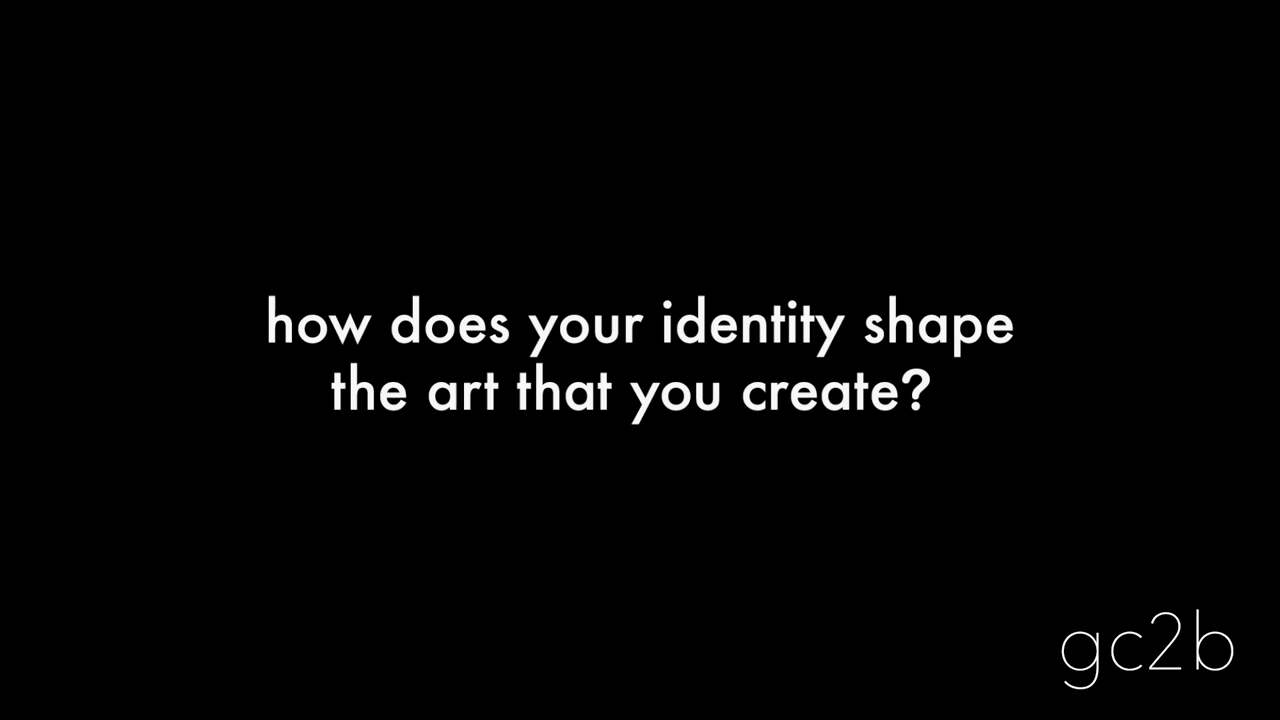 how does your identity shape
the art that you create?
gc2b